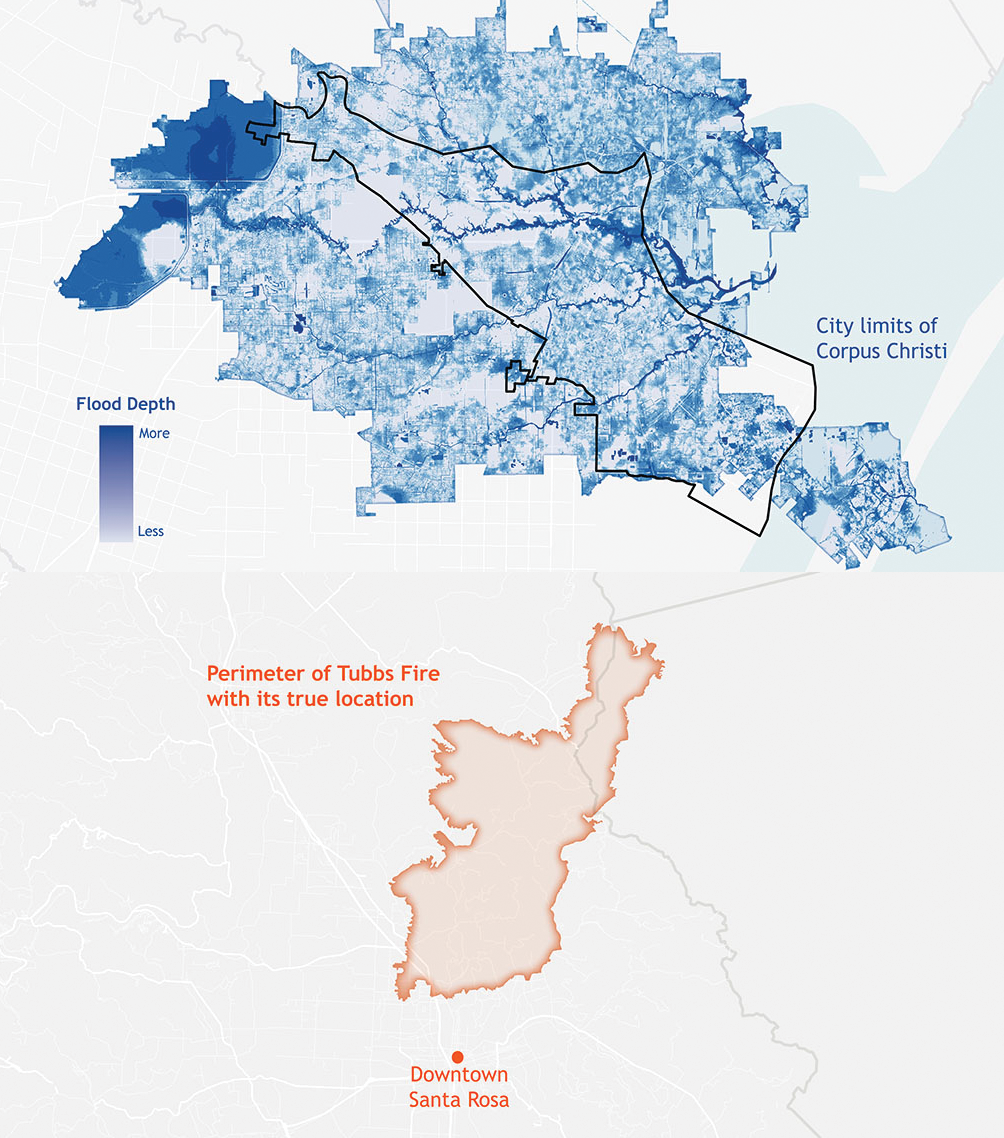 City limits of
Corpus Christi
Flood Depth
More
Less
Perimeter of Tubbs Fire
with its true location
Downtown
Santa Rosa